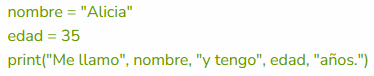 nombre = "Alicia"
edad = 35
print("Me llamo", nombre, "y tengo", edad, "años.")